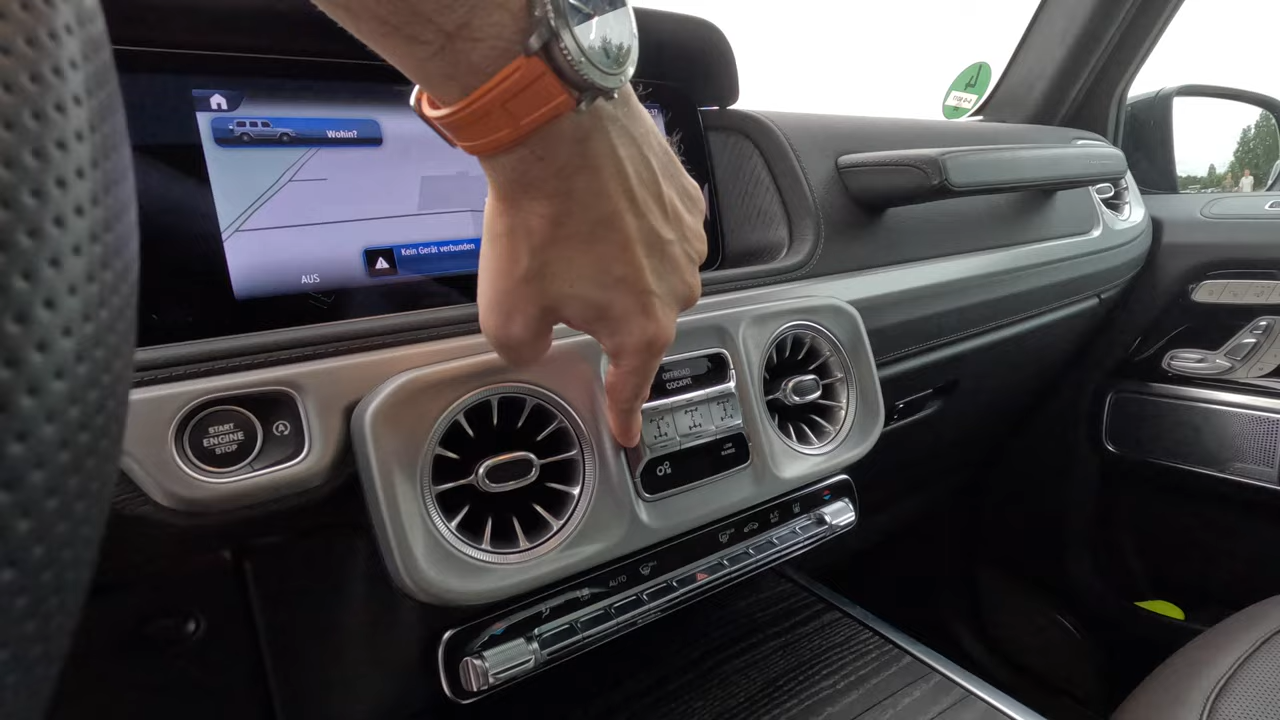 Wohin?
Kein Gerät verbunden
AUS
START
ENGINE
STOP
A
OFFROAD
COCKPIT
LOW
RANGE
AUTO
A/C